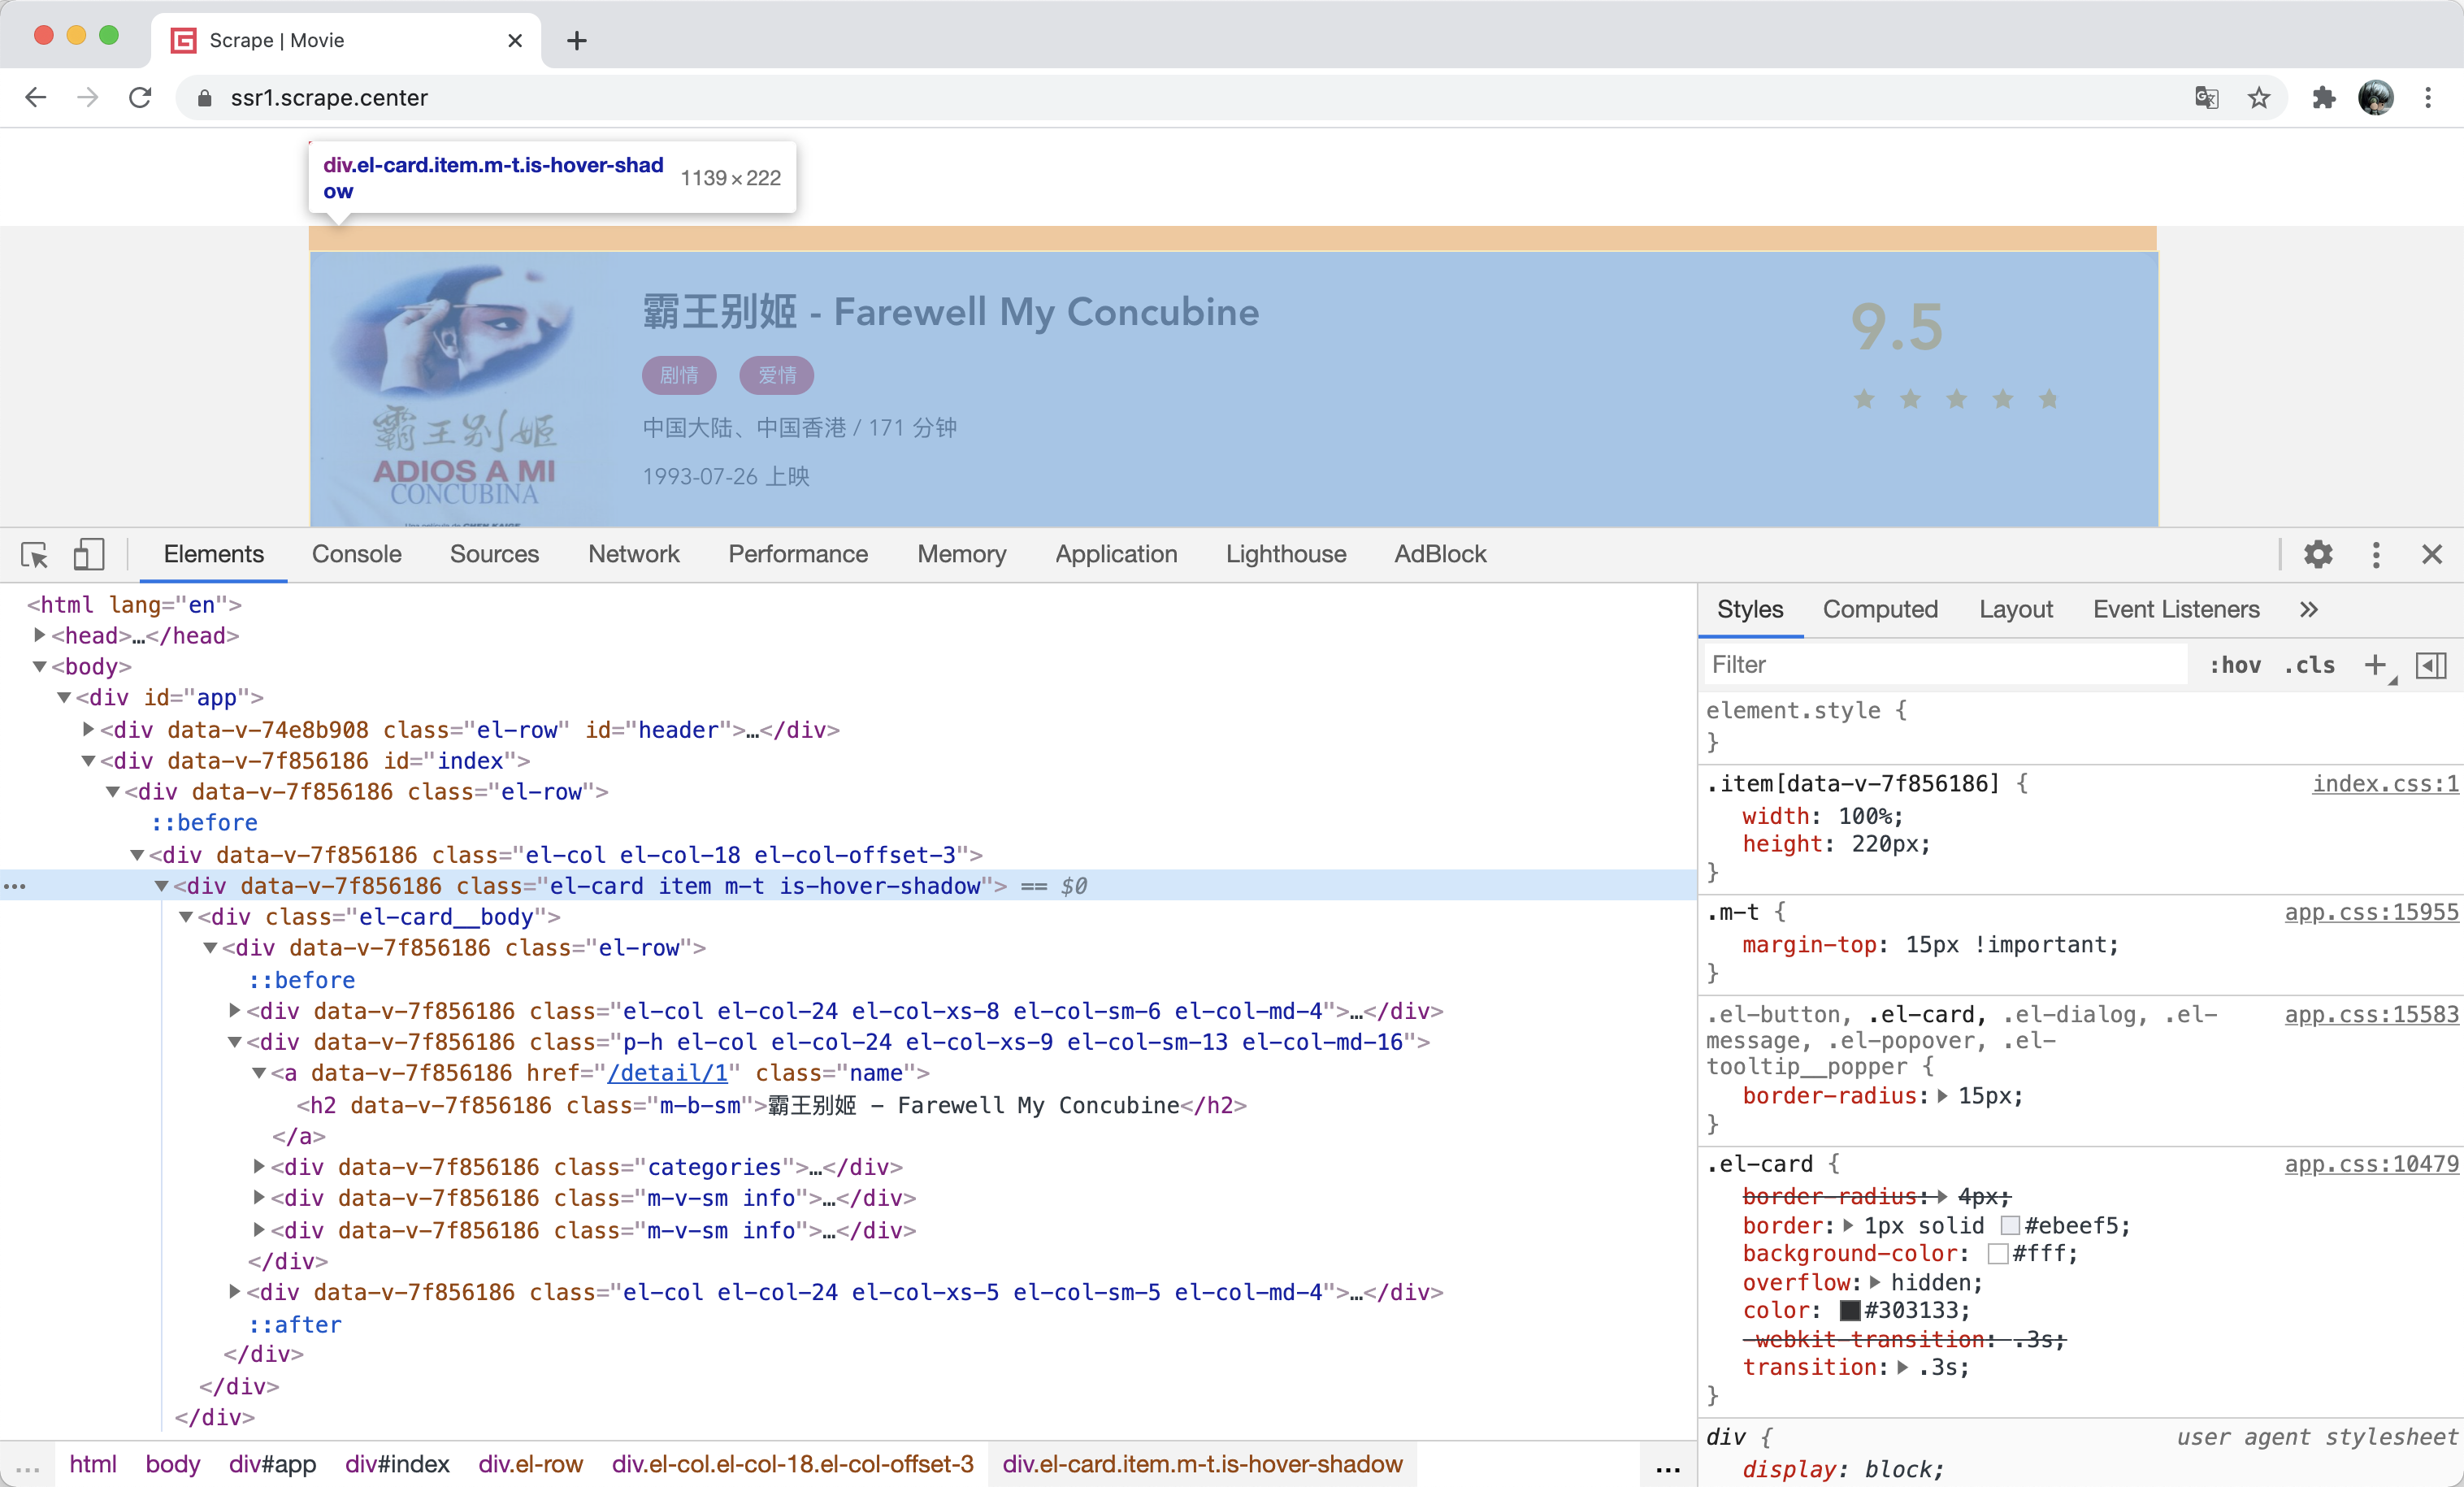 Scrape | Movie
ssr1.scrape.center
div.el-card.item.m-t.is-hover-shad
ow
1139×222
霸王别姬 - Farewell My Concubine
9.5
剧情 爱情
中国大陆、中国香港 / 171 分钟
1993-07-26 上映
霸王别姬
ADIOS A MI
CONCUBINA
Una película de CHEN KAIGE
Elements Console Sources Network Performance Memory Application Lighthouse AdBlock
<html lang="en">
<head>…</head>
<body>
<div id="app">
<div data-v-74e8b908 class="el-row" id="header">…</div>
<div data-v-7f856186 id="index">
<div data-v-7f856186 class="el-row">
::before
<div data-v-7f856186 class="el-col el-col-18 el-col-offset-3">
<div data-v-7f856186 class="el-card item m-t is-hover-shadow"> == $0
<div class="el-card__body">
<div data-v-7f856186 class="el-row">
::before
<div data-v-7f856186 class="el-col el-col-24 el-col-xs-8 el-col-sm-6 el-col-md-4">…</div>
<div data-v-7f856186 class="p-h el-col el-col-24 el-col-xs-9 el-col-sm-13 el-col-md-16">
<a data-v-7f856186 href="/detail/1" class="name">
<h2 data-v-7f856186 class="m-b-sm">霸王别姬 - Farewell My Concubine</h2>
</a>
<div data-v-7f856186 class="categories">…</div>
<div data-v-7f856186 class="m-v-sm info">…</div>
<div data-v-7f856186 class="m-v-sm info">…</div>
</div>
<div data-v-7f856186 class="el-col el-col-24 el-col-xs-5 el-col-sm-5 el-col-md-4">…</div>
::after
</div>
</div>
</div>
... html body div#app div#index div.el-row div.el-col.el-col-18.el-col-offset-3 div.el-card.item.m-t.is-hover-shadow ...
Styles Computed Layout Event Listeners »
Filter :hov .cls +
element.style {
}
.item[data-v-7f856186] { index.css:1
width: 100%;
height: 220px;
}
.m-t { app.css:15955
margin-top: 15px !important;
}
.el-button, .el-card, .el-dialog, .el- app.css:15583
message, .el-popover, .el-
tooltip__popper {
border-radius: 15px;
}
.el-card { app.css:10479
border-radius: 4px;
border: 1px solid #ebeef5;
background-color: #fff;
overflow: hidden;
color: #303133;
-webkit-transition: .3s;
transition: .3s;
}
div { user agent stylesheet
display: block;